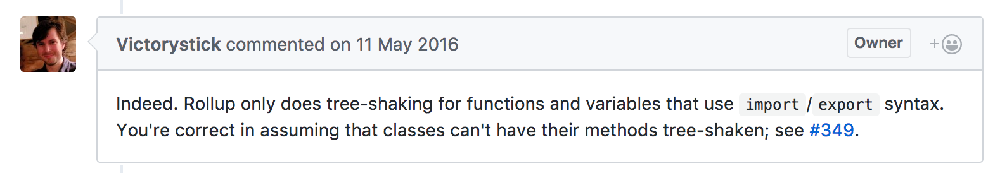 Victorystick commented on 11 May 2016 Owner +
Indeed. Rollup only does tree-shaking for functions and variables that use import/export syntax.
You're correct in assuming that classes can't have their methods tree-shaken; see #349.